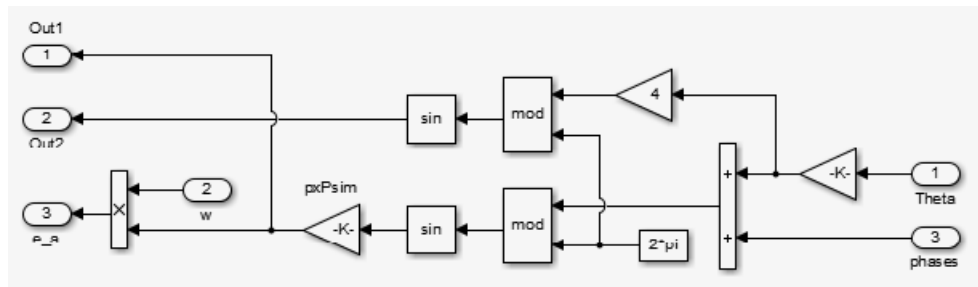 Out1
1
4
2
sin
mod
Out2
-K-
1
Theta
pxPsim
2
w
3
e_a
×
-K-
sin
mod
2*pi
+
+
3
phases